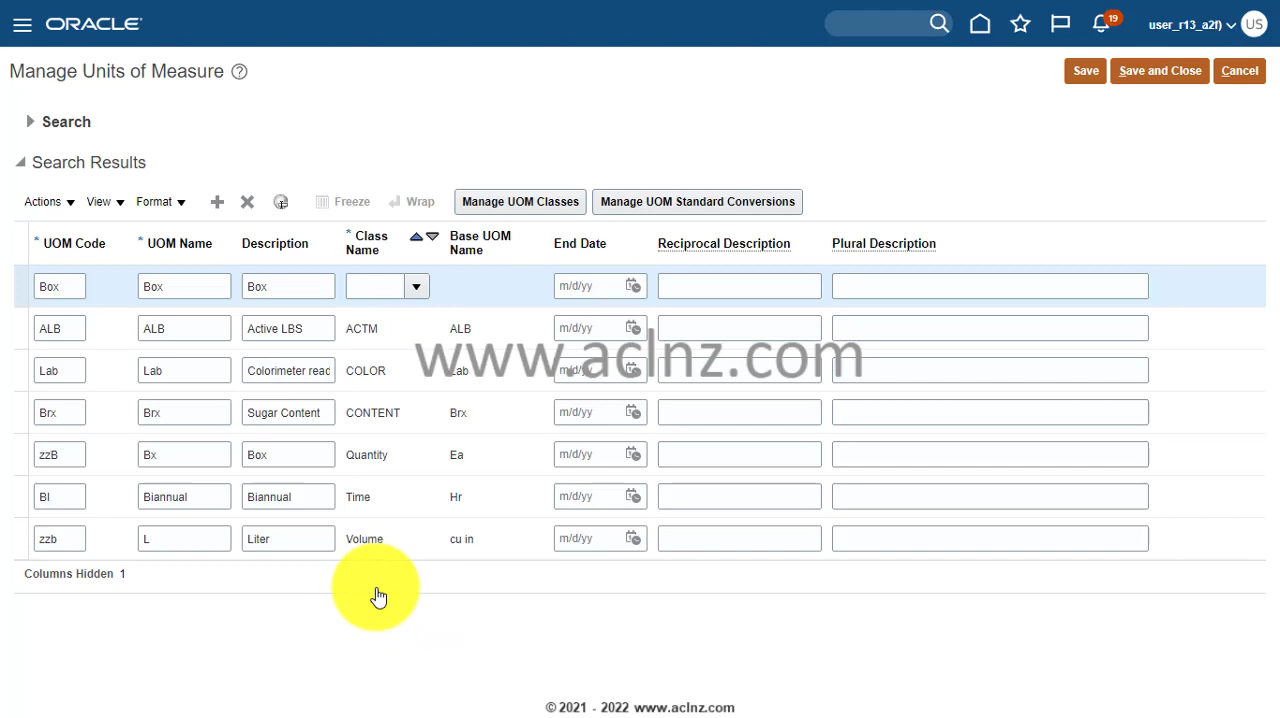 ORACLE
19
user_r13_a2f)
US
Manage Units of Measure ?
Save
Save and Close
Cancel
Search
Search Results
Actions View Format Freeze Wrap Manage UOM Classes Manage UOM Standard Conversions
* UOM Code * UOM Name Description * Class Name Base UOM Name End Date Reciprocal Description Plural Description
Box Box Box m/d/yy
ALB ALB Active LBS ACTM ALB m/d/yy
www.aclnz.com
Lab Lab Colorimeter read COLOR Lab m/d/yy
Brx Brx Sugar Content CONTENT Brx m/d/yy
zzB Bx Box Quantity Ea m/d/yy
BI Biannual Biannual Time Hr m/d/yy
zzb L Liter Volume cu in m/d/yy
Columns Hidden 1
© 2021 - 2022 www.aclnz.com